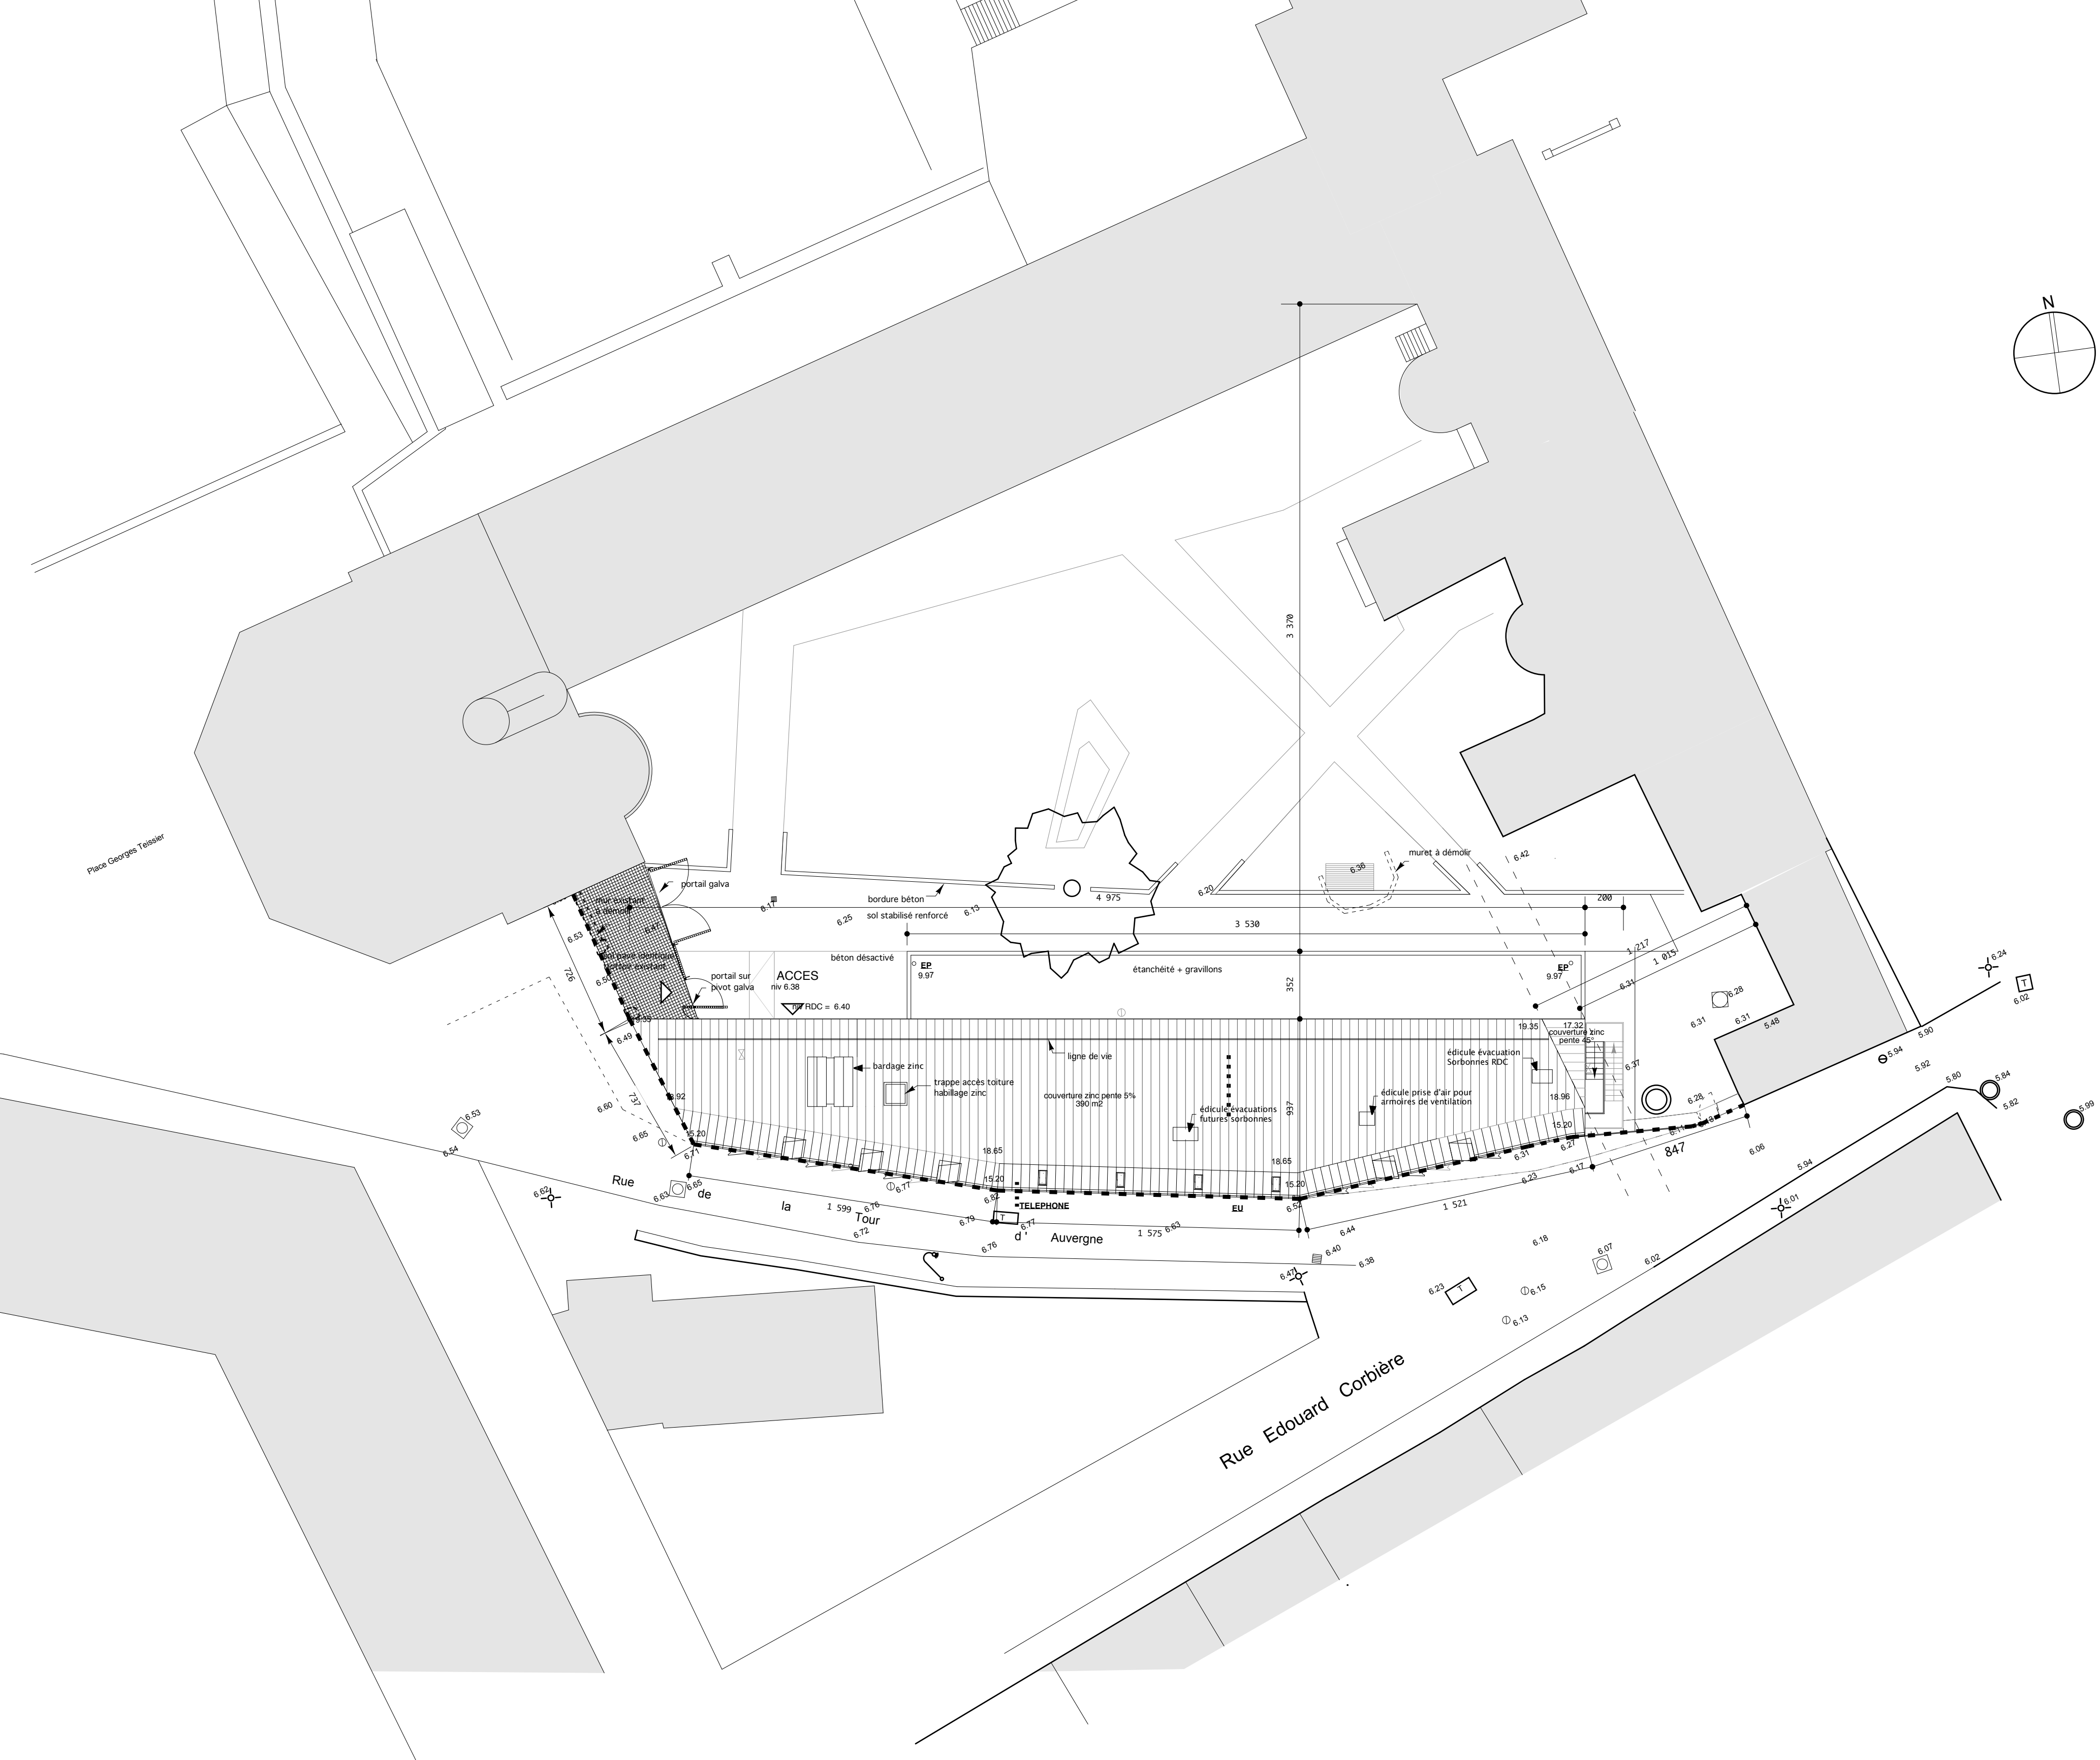 N
3 370
Place Georges Teissier
mur existant
à démolir
portail galva
bordure béton
sol stabilisé renforcé
muret à démolir
6.36
6.42
6.20
4 975
200
6.17
6.25
6.13
3 530
6.53
6.47
726
6.50
béton désactivé
portail sur
pivot galva
ACCES
niv 6.38
niv RDC = 6.40
EP
9.97
étanchéité + gravillons
352
EP
9.97
1 217
1 015
6.31
6.24
T
6.02
6.28
6.31
6.31
5.48
5.90
5.94
5.92
5.80
5.84
5.82
5.99
6.49
19.35
17.32
couverture zinc
pente 45°
ligne de vie
bardage zinc
trappe accès toiture
habillage zinc
couverture zinc pente 5%
390 m2
édicule évacuation
Sorbonnes RDC
édicule prise d'air pour
armoires de ventilation
édicule évacuations
futures sorbonnes
937
18.96
6.37
6.28
737
18.92
6.60
6.65
15.20
6.71
6.53
6.54
18.65
18.65
15.20
15.20
15.20
6.31
6.27
6.17
6.11
847
6.06
5.94
6.23
6.62
6.63
6.65
6.77
6.76
6.82
6.79
6.77
6.63
6.52
TELEPHONE
EU
T
1 599
1 575
1 521
Rue de la Tour d' Auvergne
6.72
6.76
6.44
6.40
6.38
6.47
6.18
6.07
6.02
6.01
6.23
T
6.15
6.13
Rue Edouard Corbière